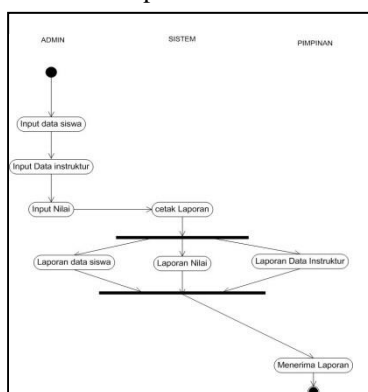 ADMIN SISTEM PIMPINAN
Input data siswa
Input Data instruktur
Input Nilai cetak Laporan
Laporan data siswa Laporan Nilai Laporan Data Instruktur
Menerima Laporan